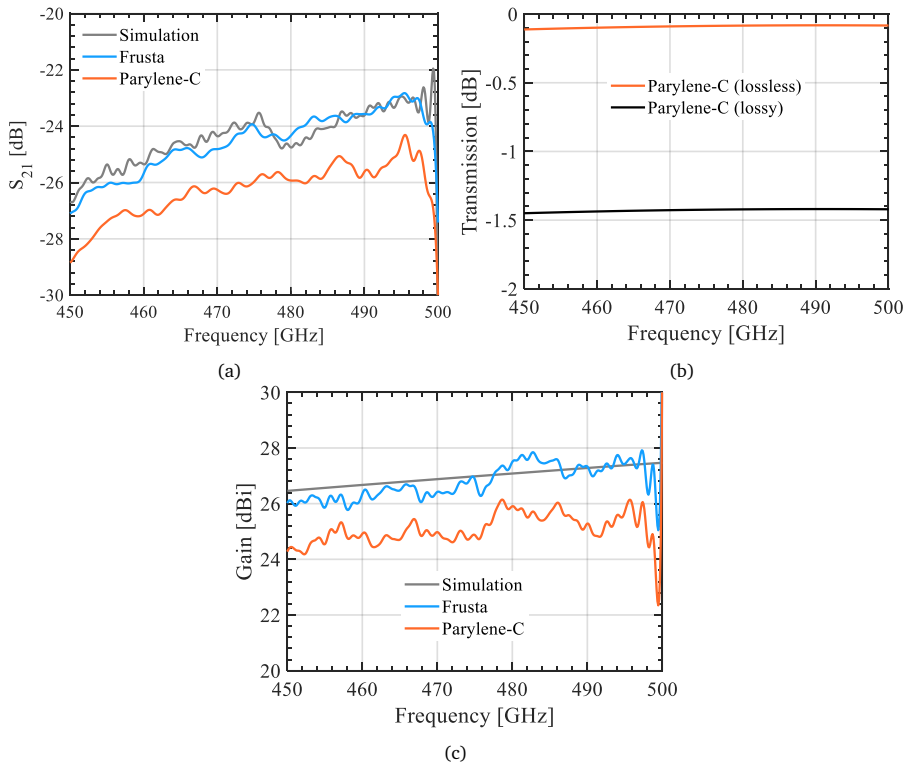 -20
-22
-24
-26
-28
-30
S21 [dB]
Simulation
Frusta
Parylene-C
450 460 470 480 490 500
Frequency [GHz]
(a)
0
-0.5
-1
-1.5
-2
Transmission [dB]
Parylene-C (lossless)
Parylene-C (lossy)
450 460 470 480 490 500
Frequency [GHz]
(b)
30
28
26
24
22
20
Gain [dBi]
Simulation
Frusta
Parylene-C
450 460 470 480 490 500
Frequency [GHz]
(c)